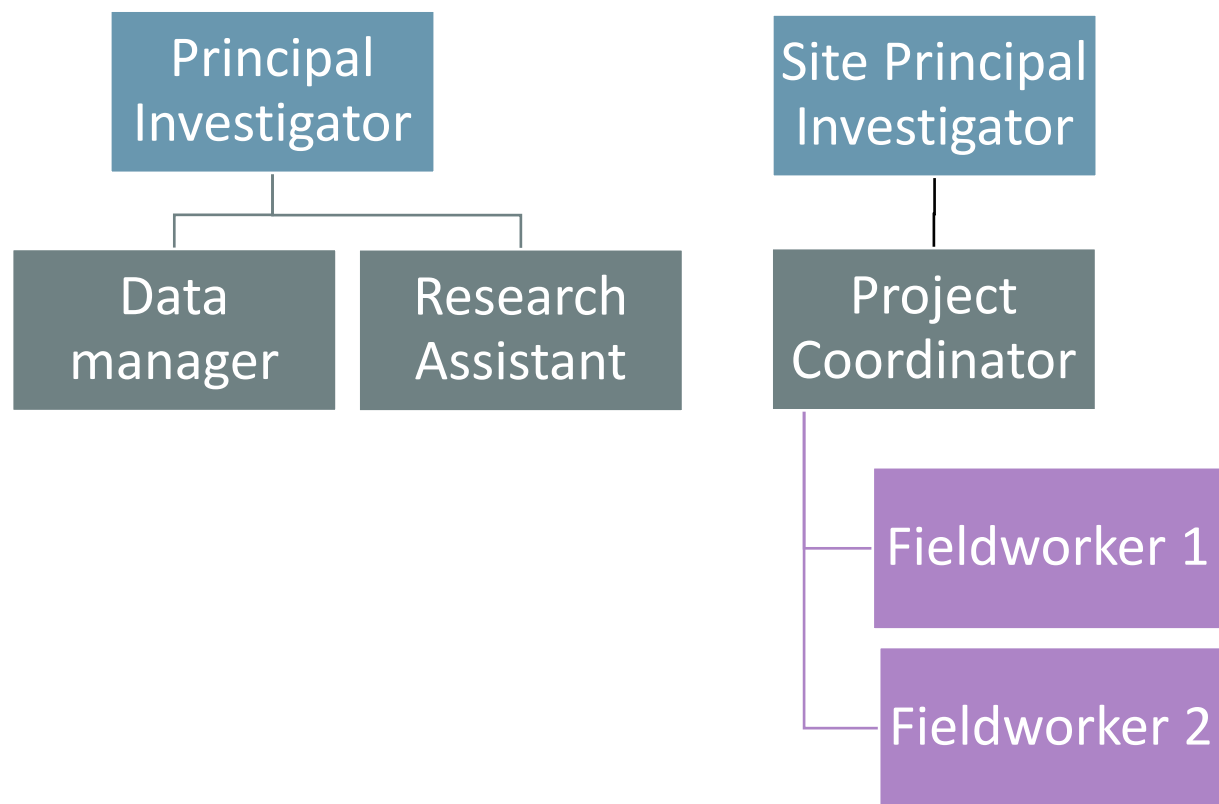 Principal
Investigator
Site Principal
Investigator
Data
manager
Research
Assistant
Project
Coordinator
Fieldworker 1
Fieldworker 2